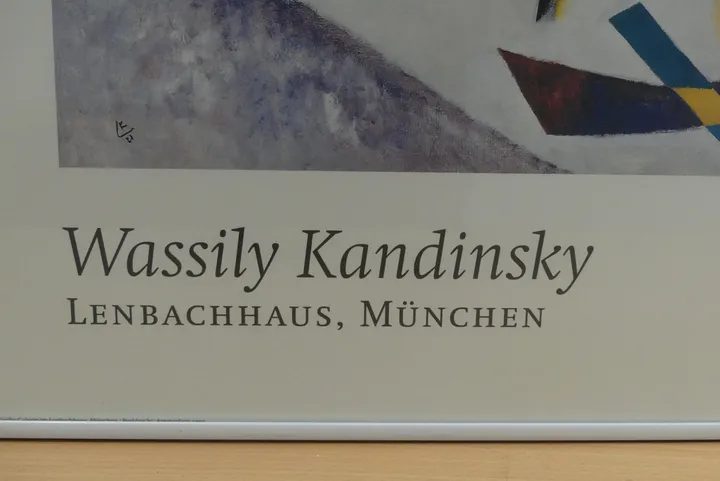 Wassily Kandinsky
LENBACHHAUS, MÜNCHEN